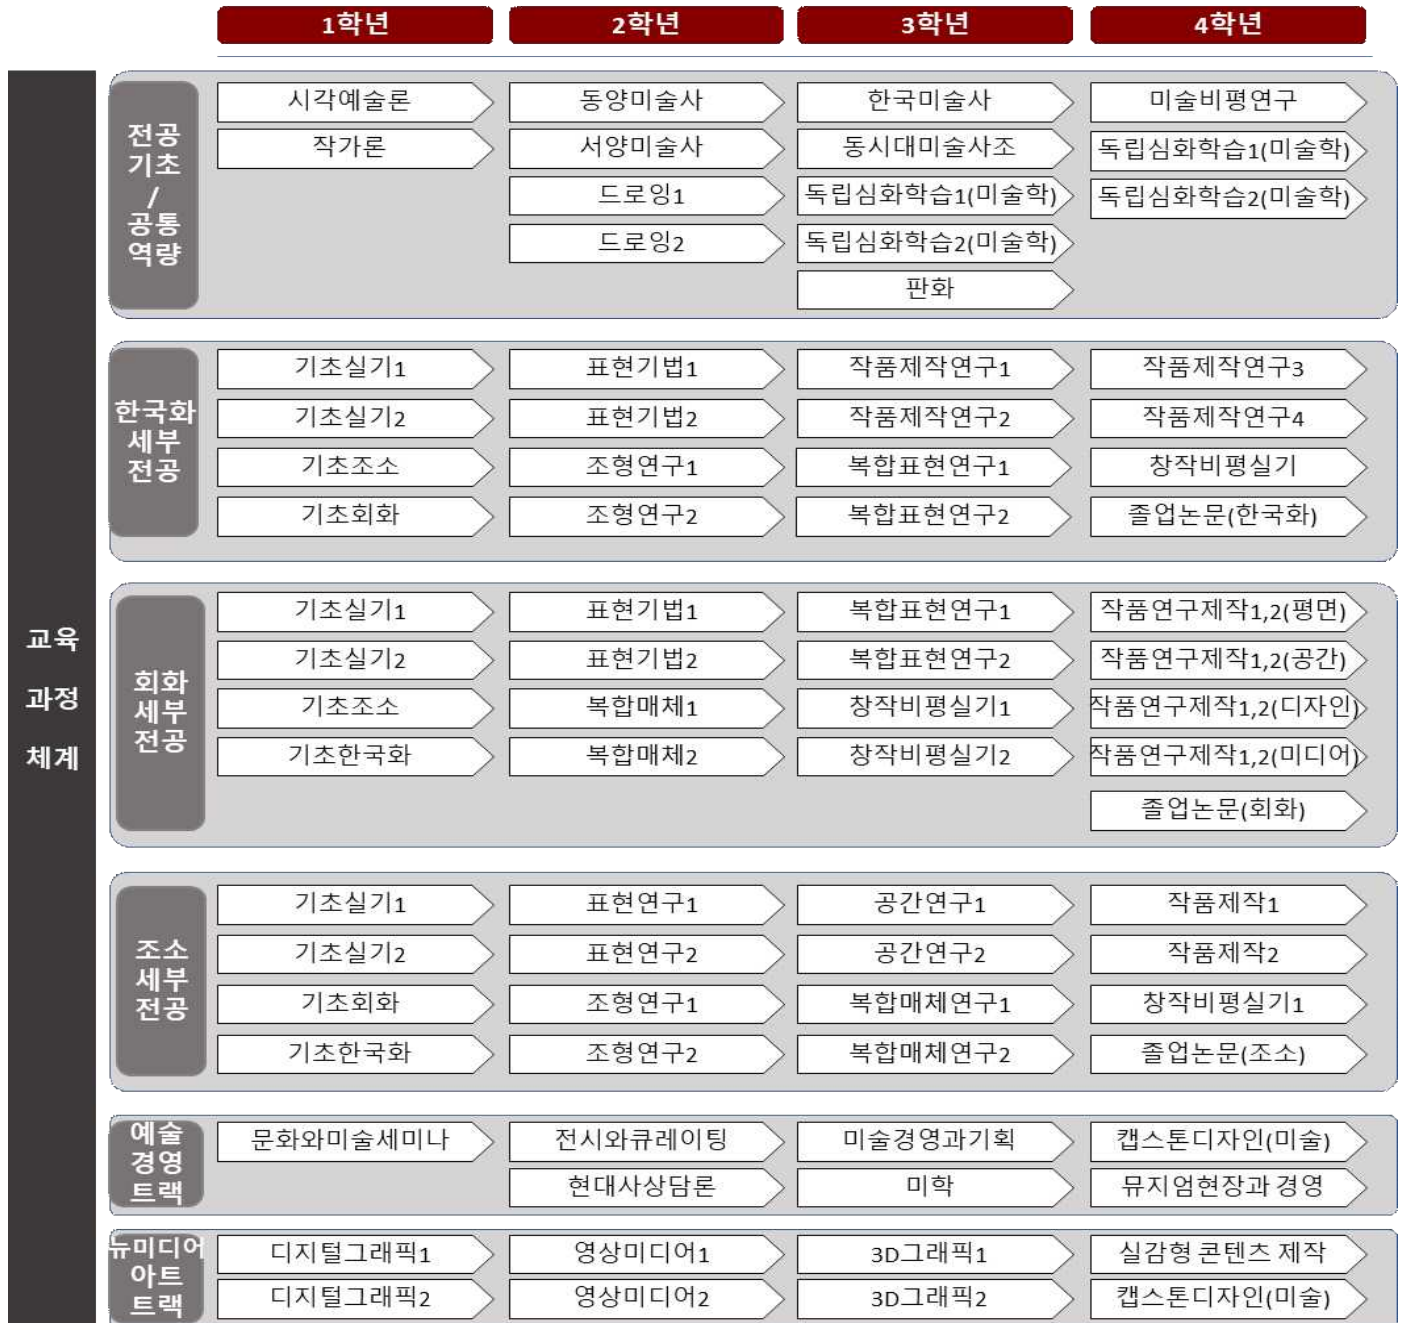 1학년
2학년
3학년
4학년
교육
과정
체계
전공
기초
/
공통
역량
시각예술론
동양미술사
한국미술사
미술비평연구
작가론
서양미술사
동시대미술사조
독립심화학습1(미술학)
드로잉1
독립심화학습1(미술학)
독립심화학습2(미술학)
드로잉2
독립심화학습2(미술학)
판화
한국화
세부
전공
기초실기1
표현기법1
작품제작연구1
작품제작연구3
기초실기2
표현기법2
작품제작연구2
작품제작연구4
기초조소
조형연구1
복합표현연구1
창작비평실기
기초회화
조형연구2
복합표현연구2
졸업논문(한국화)
회화
세부
전공
기초실기1
표현기법1
복합표현연구1
작품연구제작1,2(평면)
기초실기2
표현기법2
복합표현연구2
작품연구제작1,2(공간)
기초조소
복합매체1
창작비평실기1
작품연구제작1,2(디자인)
기초한국화
복합매체2
창작비평실기2
작품연구제작1,2(미디어)
졸업논문(회화)
조소
세부
전공
기초실기1
표현연구1
공간연구1
작품제작1
기초실기2
표현연구2
공간연구2
작품제작2
기초회화
조형연구1
복합매체연구1
창작비평실기1
기초한국화
조형연구2
복합매체연구2
졸업논문(조소)
예술
경영
트랙
문화와미술세미나
전시와큐레이팅
미술경영과기획
캡스톤디자인(미술)
현대사상담론
미학
뮤지엄현장과 경영
뉴미디어
아트
트랙
디지털그래픽1
영상미디어1
3D그래픽1
실감형 콘텐츠 제작
디지털그래픽2
영상미디어2
3D그래픽2
캡스톤디자인(미술)